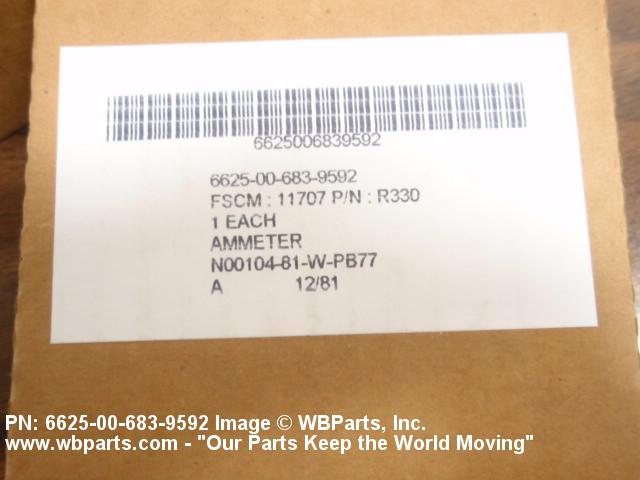 6625006839592
6625-00-683-9592
FSCM : 11707 P/N : R330
1 EACH
AMMETER
N00104-81-W-PB77
A 12/81
PN: 6625-00-683-9592 Image © WBParts, Inc.
www.wbparts.com - "Our Parts Keep the World Moving"